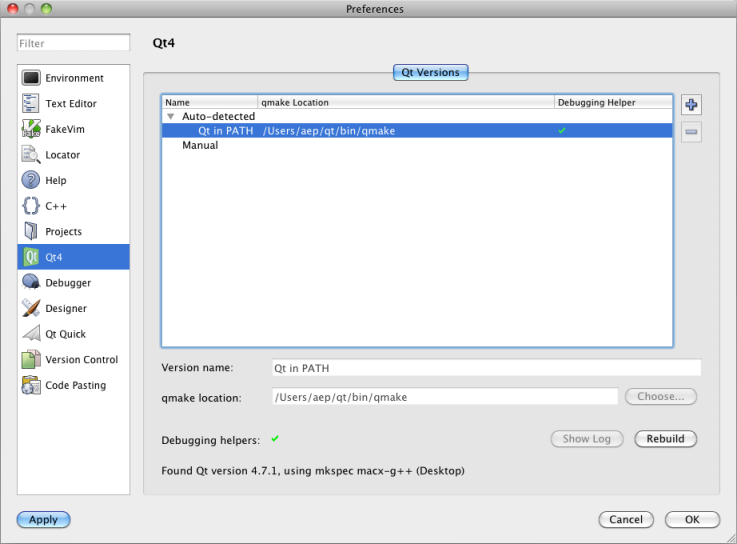 Preferences
Filter
Qt4
Environment
Text Editor
FakeVim
Locator
Help
C++
Projects
Qt4
Debugger
Designer
Qt Quick
Version Control
Code Pasting
Qt Versions
Name qmake Location Debugging Helper
Auto-detected
Qt in PATH /Users/aep/qt/bin/qmake
Manual
Version name: Qt in PATH
qmake location: /Users/aep/qt/bin/qmake Choose...
Debugging helpers: Show Log Rebuild
Found Qt version 4.7.1, using mkspec macx-g++ (Desktop)
Apply Cancel OK